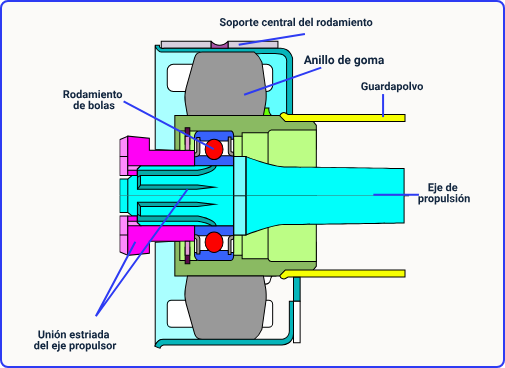 Soporte central del rodamiento
Anillo de goma
Guardapolvo
Rodamiento
de bolas
Eje de
propulsión
Unión estriada
del eje propulsor